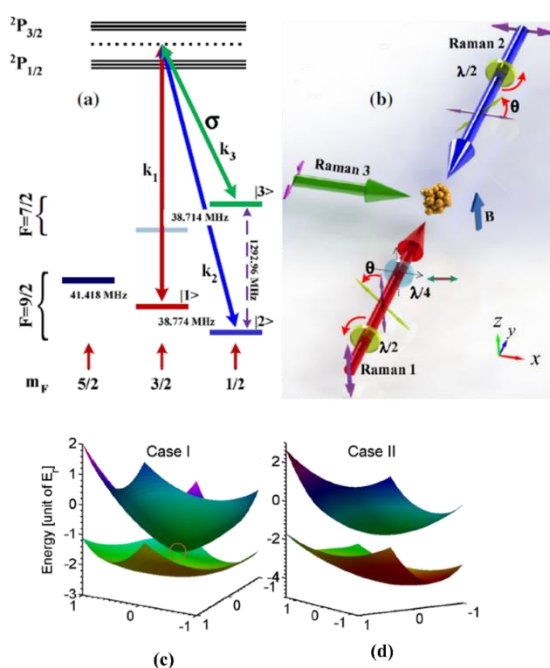 ²P₃/₂
²P₁/₂
(a)
σ
k₁
k₃
k₂
F=7/2
38.714 MHz
|3>
1292.96 MHz
F=9/2
41.418 MHz
|1>
38.774 MHz
|2>
m_F
5/2
3/2
1/2
Raman 2
λ/2
(b)
θ
Raman 3
B
θ
λ/4
λ/2
Raman 1
z
y
x
Case I
Energy [unit of Eᵣ]
2
1
0
-1
-2
-3
1
0
-1
1
0
-1
(c)
Case II
2
0
-2
-4
1
0
-1
1
0
-1
(d)